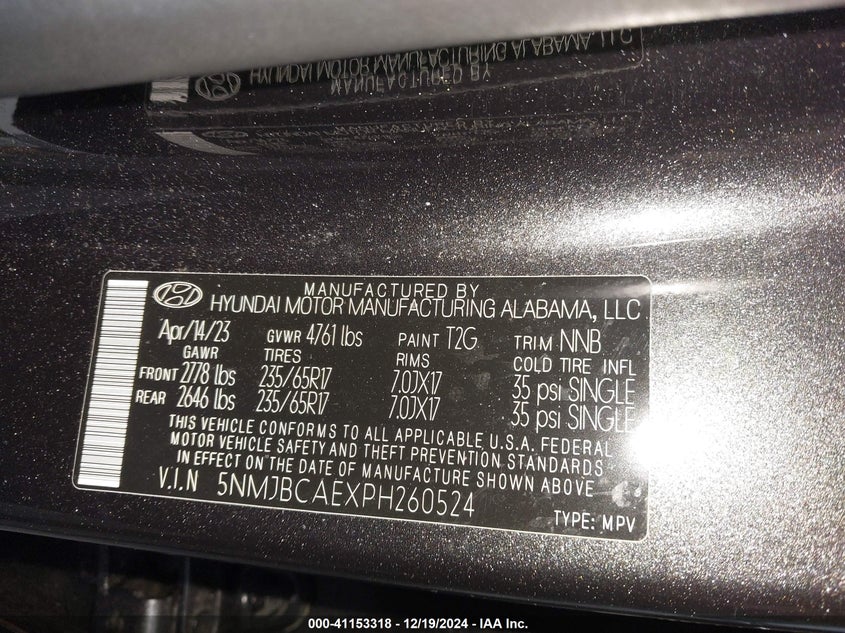 MANUFACTURED BY
HYUNDAI MOTOR MANUFACTURING ALABAMA, LLC
Apr/14/23 GVWR 4761 lbs PAINT T2G TRIM NNB
GAWR TIRES RIMS COLD TIRE INFL
FRONT 2778 lbs 235/65R17 7.0JX17 35 psi SINGLE
REAR 2646 lbs 235/65R17 7.0JX17 35 psi SINGLE
THIS VEHICLE CONFORMS TO ALL APPLICABLE U.S.A. FEDERAL
MOTOR VEHICLE SAFETY AND THEFT PREVENTION STANDARDS
IN EFFECT ON THE DATE OF MANUFACTURE SHOWN ABOVE
V.I.N 5NMJBCAEXPH260524
TYPE: MPV
000-41153318 - 12/19/2024 - IAA Inc.